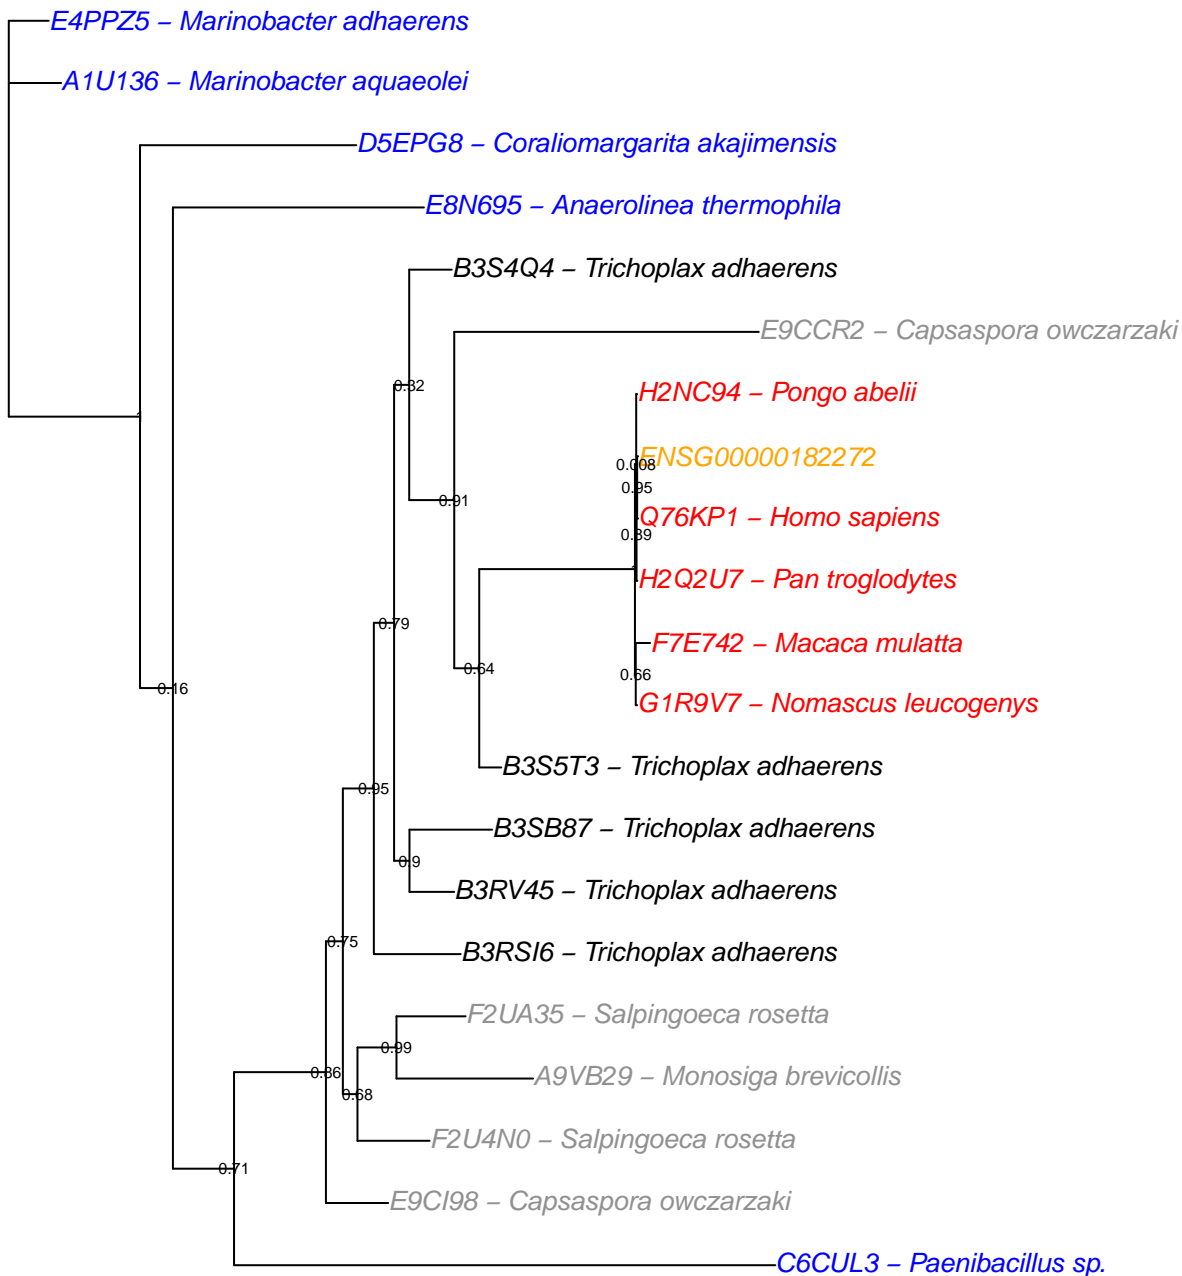 E4PPZ5 – Marinobacter adhaerens
A1U136 – Marinobacter aquaeolei
D5EPG8 – Coraliomargarita akajimensis
E8N695 – Anaerolinea thermophila
B3S4Q4 – Trichoplax adhaerens
E9CCR2 – Capsaspora owczarzaki
0.82
H2NC94 – Pongo abelii
1
ENSG00000182272
0.008
0.95
0.91
Q76KP1 – Homo sapiens
0.89
H2Q2U7 – Pan troglodytes
0.79
F7E742 – Macaca mulatta
0.64
0.66
0.16
G1R9V7 – Nomascus leucogenys
B3S5T3 – Trichoplax adhaerens
0.95
B3SB87 – Trichoplax adhaerens
0.9
B3RV45 – Trichoplax adhaerens
0.75
B3RSI6 – Trichoplax adhaerens
F2UA35 – Salpingoeca rosetta
0.99
0.86
A9VB29 – Monosiga brevicollis
0.68
F2U4N0 – Salpingoeca rosetta
0.71
E9CI98 – Capsaspora owczarzaki
C6CUL3 – Paenibacillus sp.